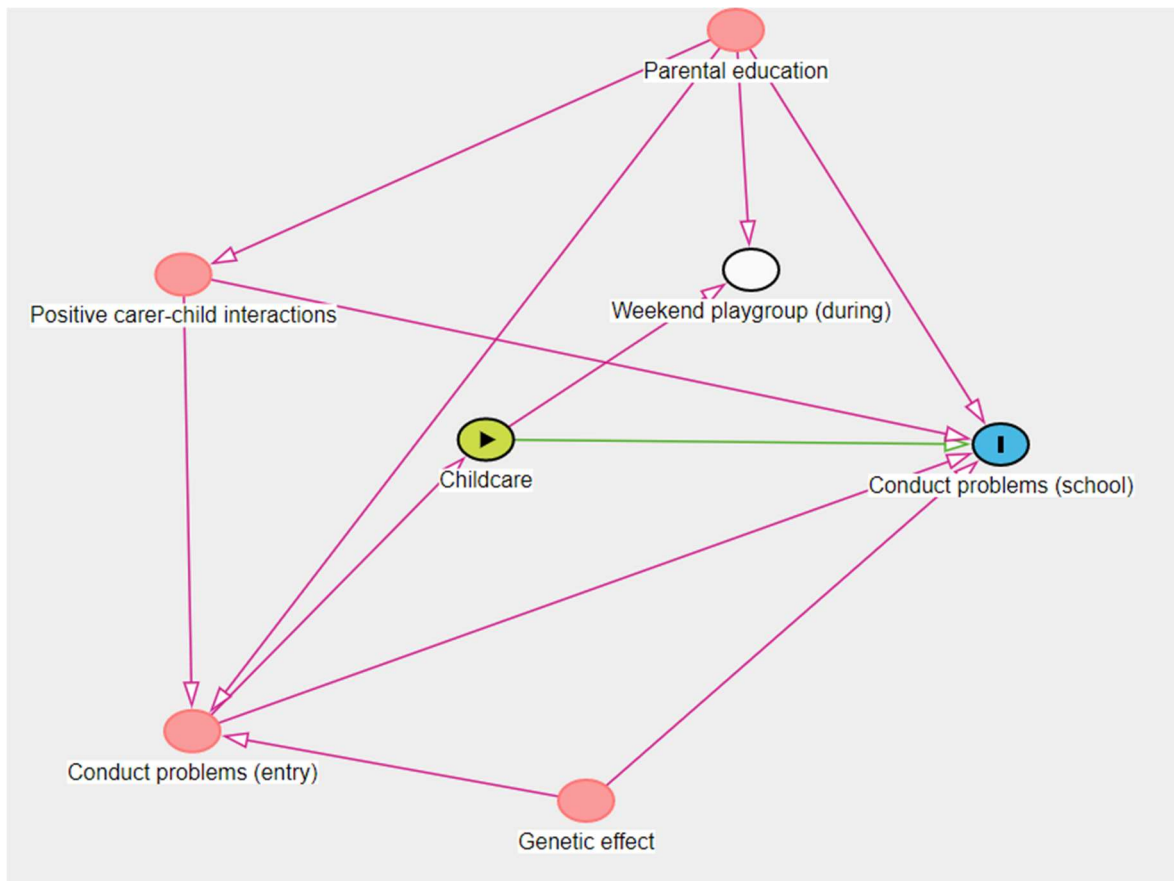 Parental education
Positive carer-child interactions
Weekend playgroup (during)
Childcare
Conduct problems (school)
Conduct problems (entry)
Genetic effect